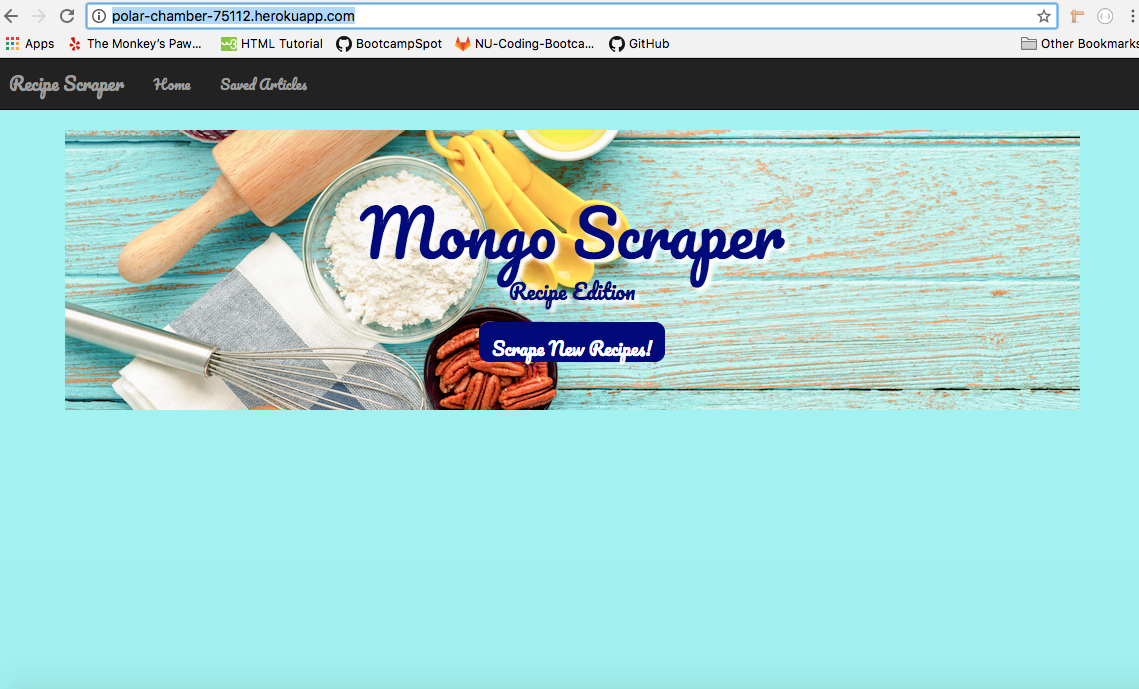 polar-chamber-75112.herokuapp.com
Apps The Monkey’s Paw... HTML Tutorial BootcampSpot NU-Coding-Bootca... GitHub Other Bookmarks
Recipe Scraper Home Saved Articles
Mongo Scraper
Recipe Edition
Scrape New Recipes!